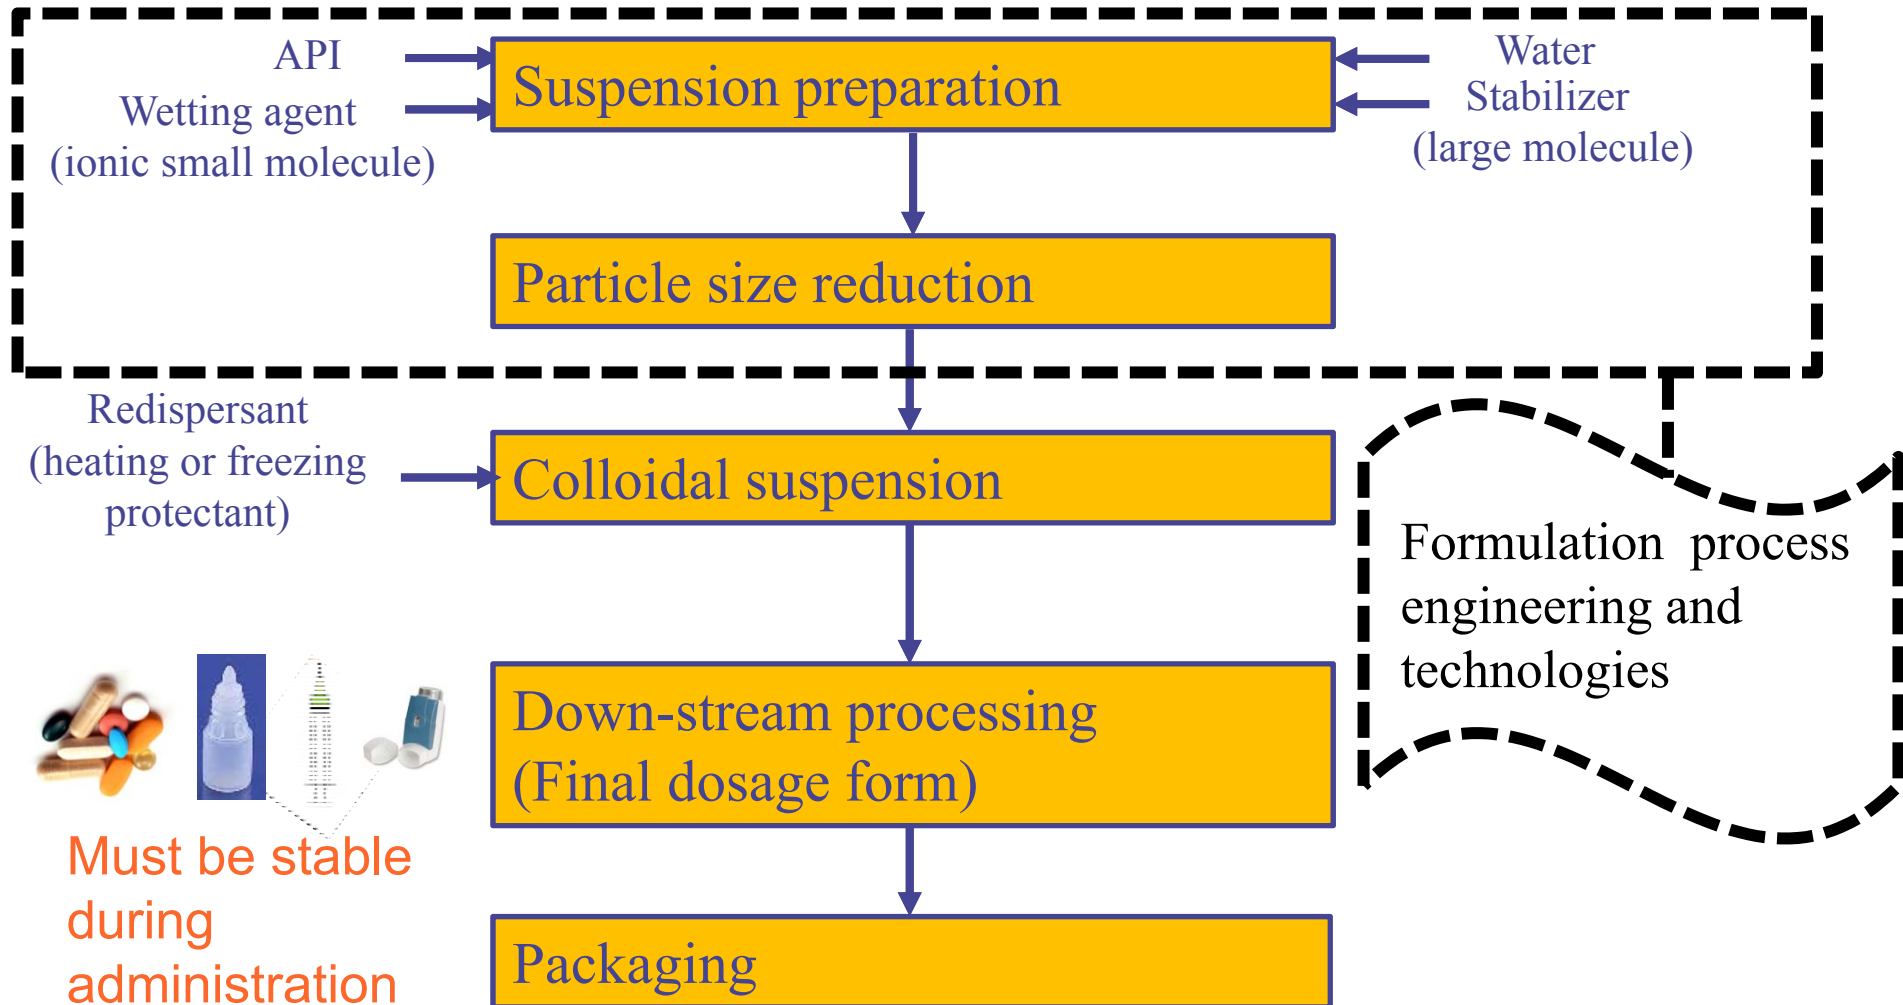 API
Wetting agent
(ionic small molecule)
Suspension preparation
Water
Stabilizer
(large molecule)
Particle size reduction
Redispersant
(heating or freezing
protectant)
Colloidal suspension
Formulation process
engineering and
technologies
Down-stream processing
(Final dosage form)
Must be stable
during
administration
Packaging